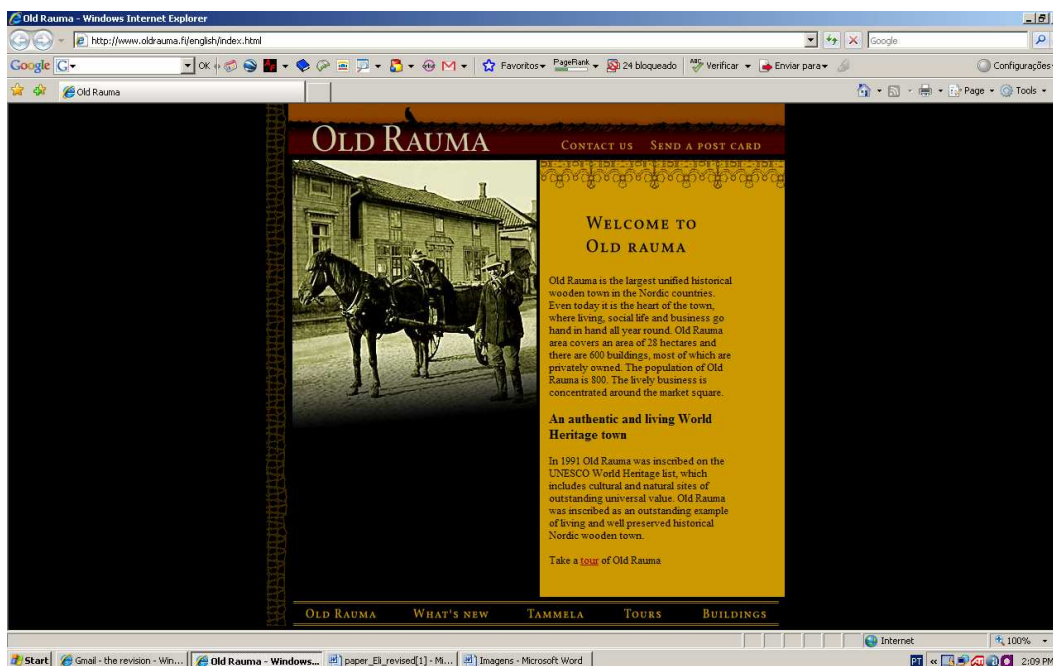 Old Rauma - Windows Internet Explorer
http://www.oldrauma.fi/english/index.html
Google
Google G OK Favoritos PageRank 24 bloqueado ABC Verificar Enviar para Configurações
Old Rauma
Page Tools
OLD RAUMA
CONTACT US SEND A POST CARD
WELCOME TO
OLD RAUMA
Old Rauma is the largest unified historical
wooden town in the Nordic countries.
Even today it is the heart of the town,
where living, social life and business go
hand in hand all year round. Old Rauma
area covers an area of 28 hectares and
there are 600 buildings, most of which are
privately owned. The population of Old
Rauma is 800. The lively business is
concentrated around the market square.
An authentic and living World
Heritage town
In 1991 Old Rauma was inscribed on the
UNESCO World Heritage list, which
includes cultural and natural sites of
outstanding universal value. Old Rauma
was inscribed as an outstanding example
of living and well preserved historical
Nordic wooden town.
Take a tour of Old Rauma
OLD RAUMA WHAT'S NEW TAMMELA TOURS BUILDINGS
Internet 100%
Start Gmail - the revision - Win... Old Rauma - Windows... paper_Eli_revised[1] - Mi... Imagens - Microsoft Word PT 2:09 PM